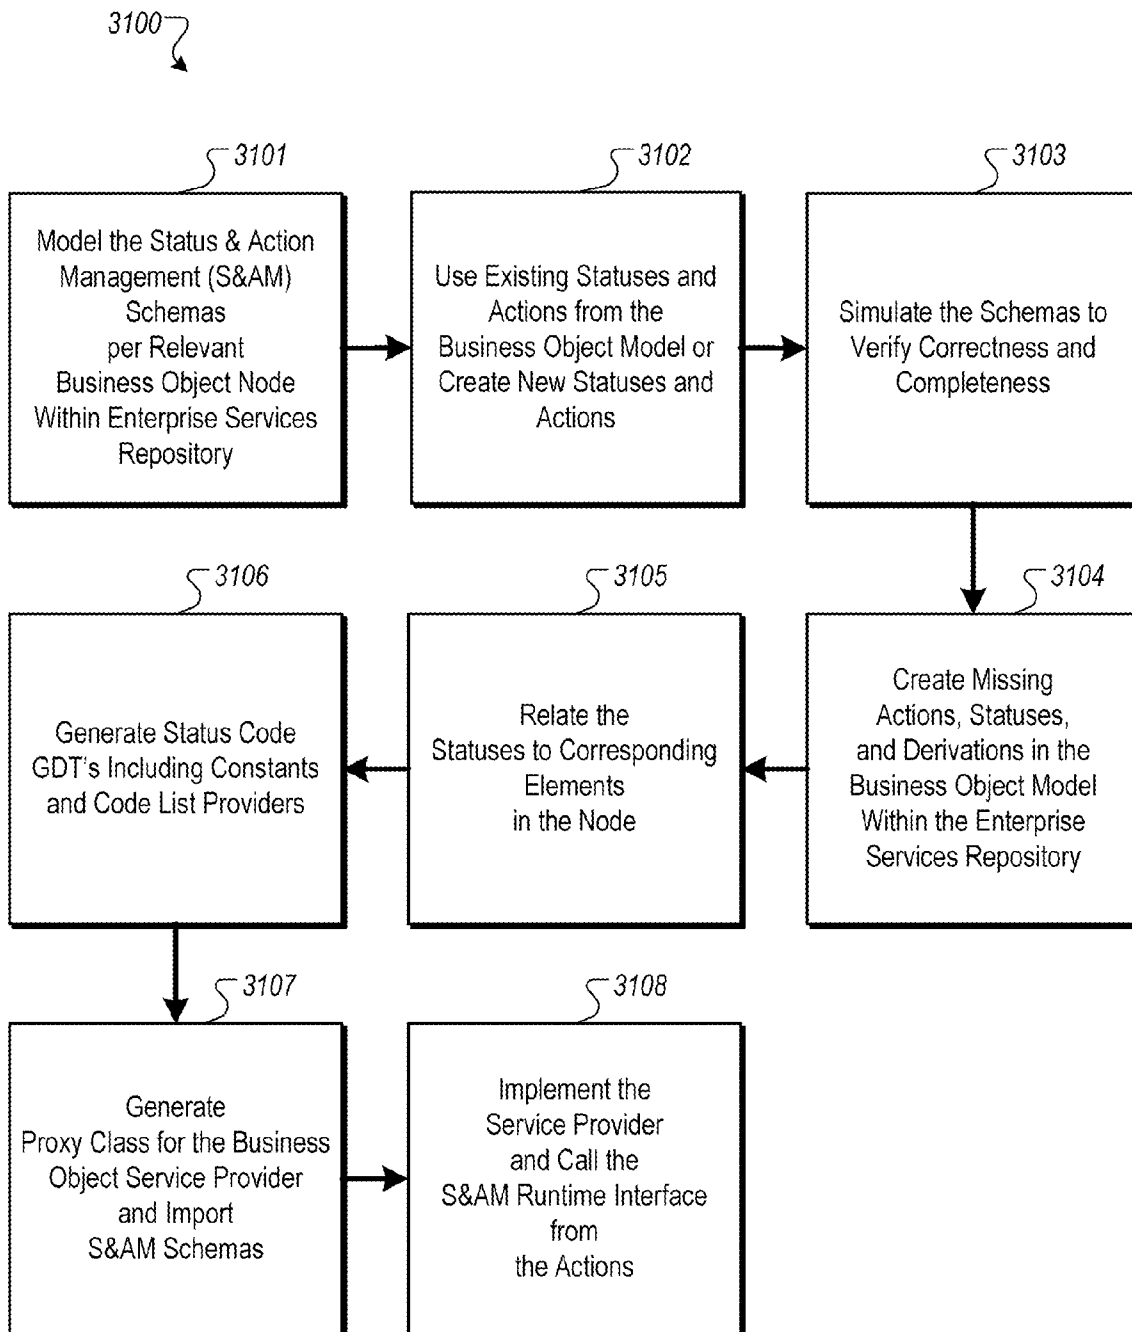 3100
3101
Model the Status & Action
Management (S&AM)
Schemas
per Relevant
Business Object Node
Within Enterprise Services
Repository
3102
Use Existing Statuses and
Actions from the
Business Object Model or
Create New Statuses and
Actions
3103
Simulate the Schemas to
Verify Correctness and
Completeness
3104
Create Missing
Actions, Statuses,
and Derivations in the
Business Object Model
Within the Enterprise
Services Repository
3105
Relate the
Statuses to Corresponding
Elements
in the Node
3106
Generate Status Code
GDT's Including Constants
and Code List Providers
3107
Generate
Proxy Class for the Business
Object Service Provider
and Import
S&AM Schemas
3108
Implement the
Service Provider
and Call the
S&AM Runtime Interface
from
the Actions